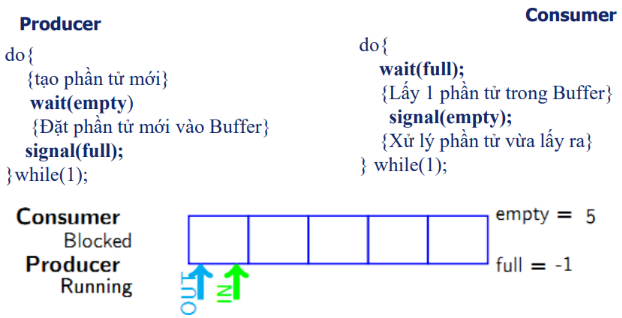 Producer
do{
{tạo phần tử mới}
wait(empty)
{Đặt phần tử mới vào Buffer}
signal(full);
}while(1);
Consumer
do{
wait(full);
{Lấy 1 phần tử trong Buffer}
signal(empty);
{Xử lý phần tử vừa lấy ra}
} while(1);
Consumer
Blocked
Producer
Running
OUT
IN
empty = 5
full = -1